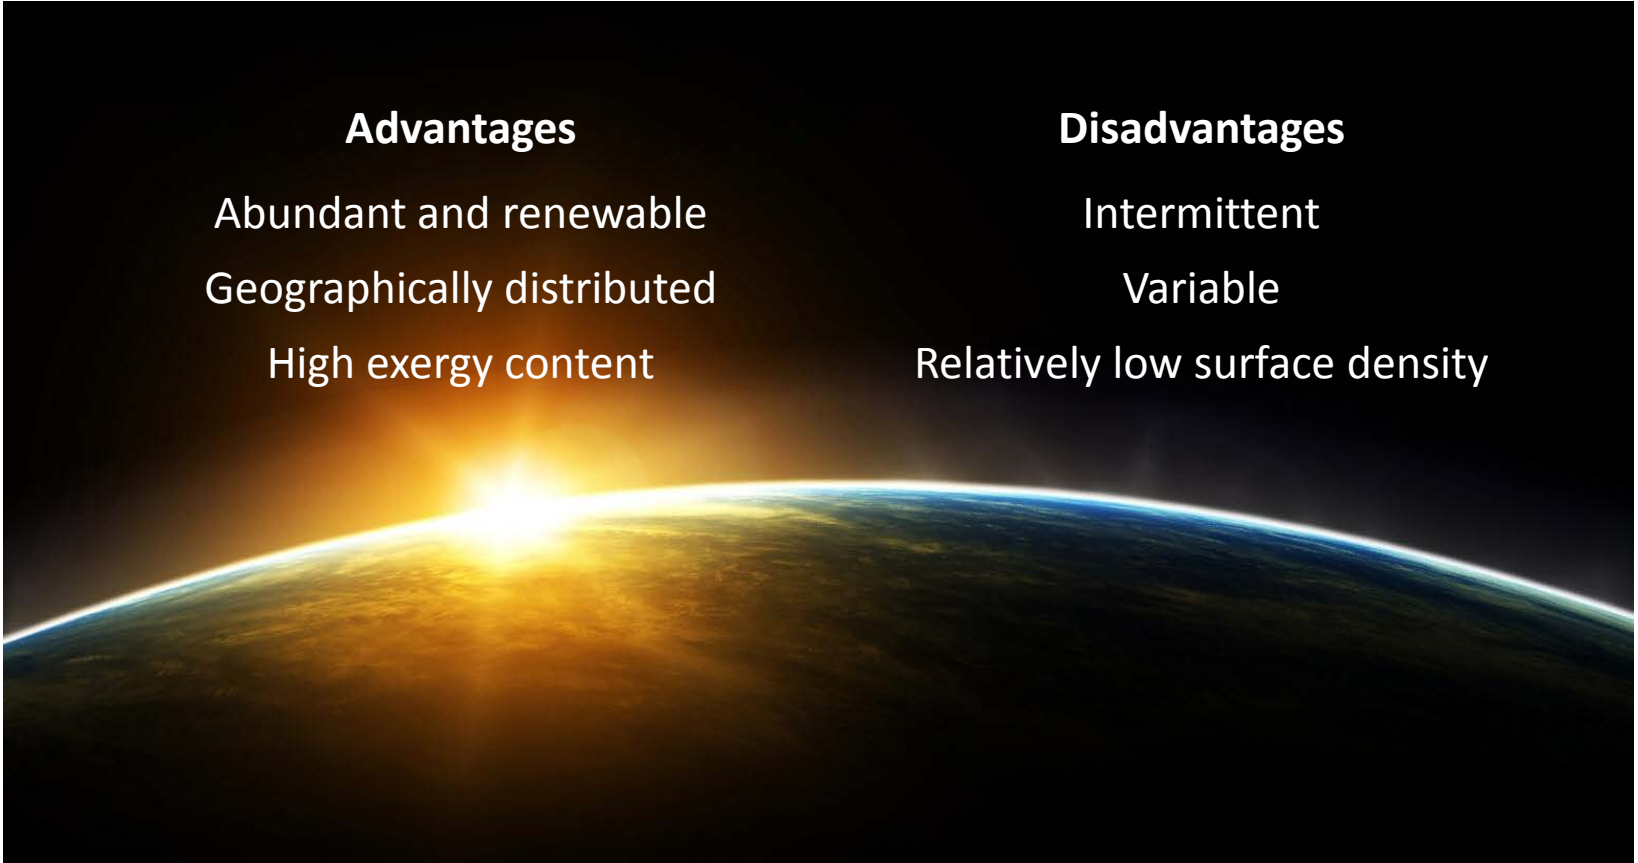 Advantages
Abundant and renewable
Geographically distributed
High exergy content
Disadvantages
Intermittent
Variable
Relatively low surface density